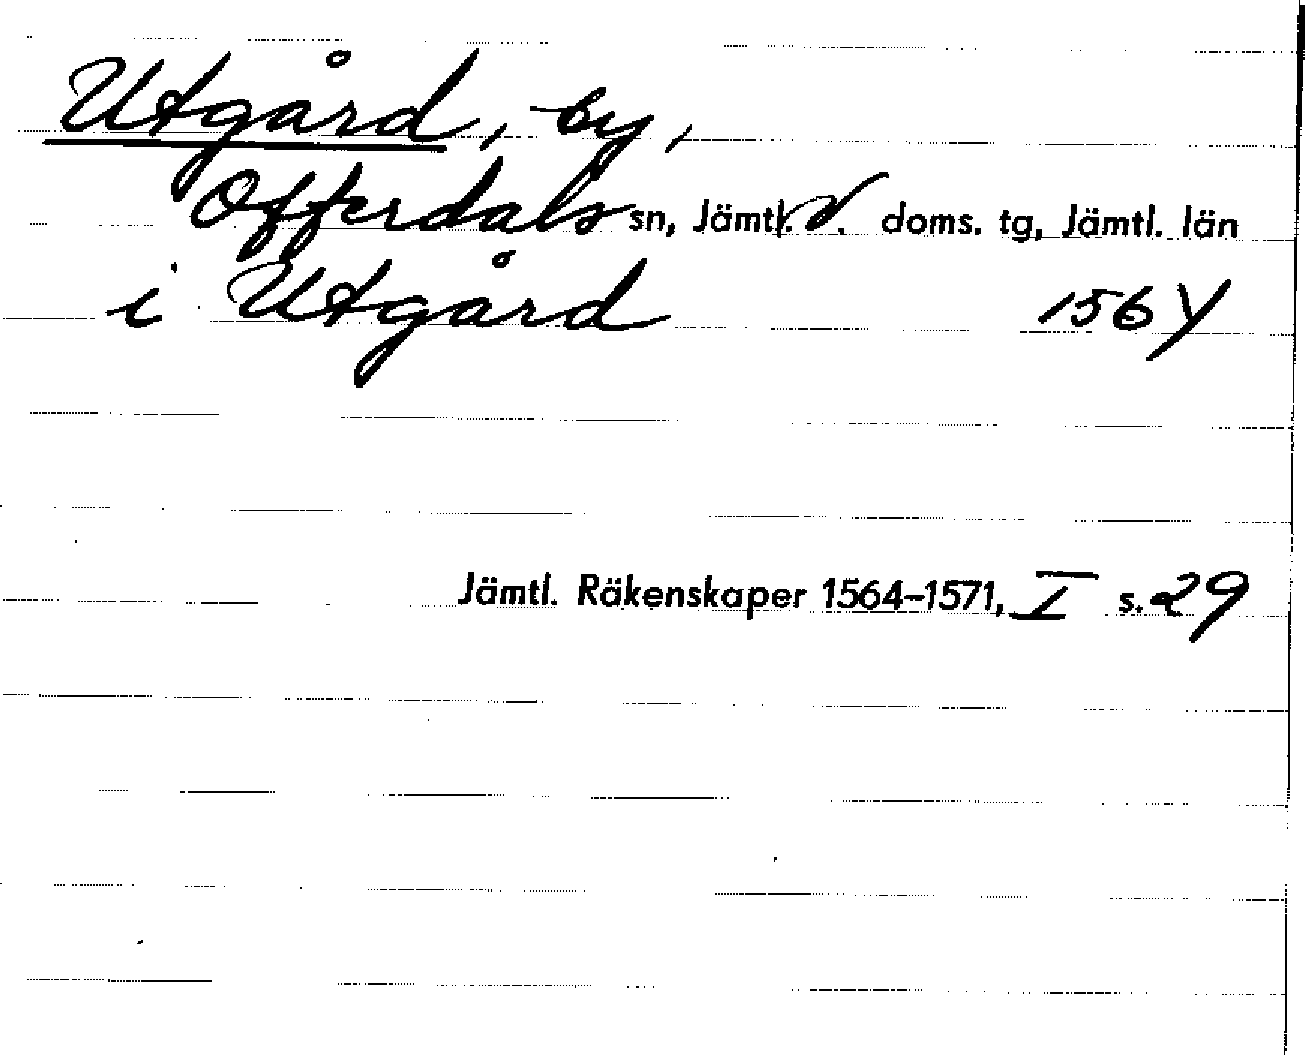 Utgård, by,
Offerdals sn, Jämtl. V. doms. tg, Jämtl. län
i Utgård 1564
Jämtl. Räkenskaper 1564-1571, I s. 29